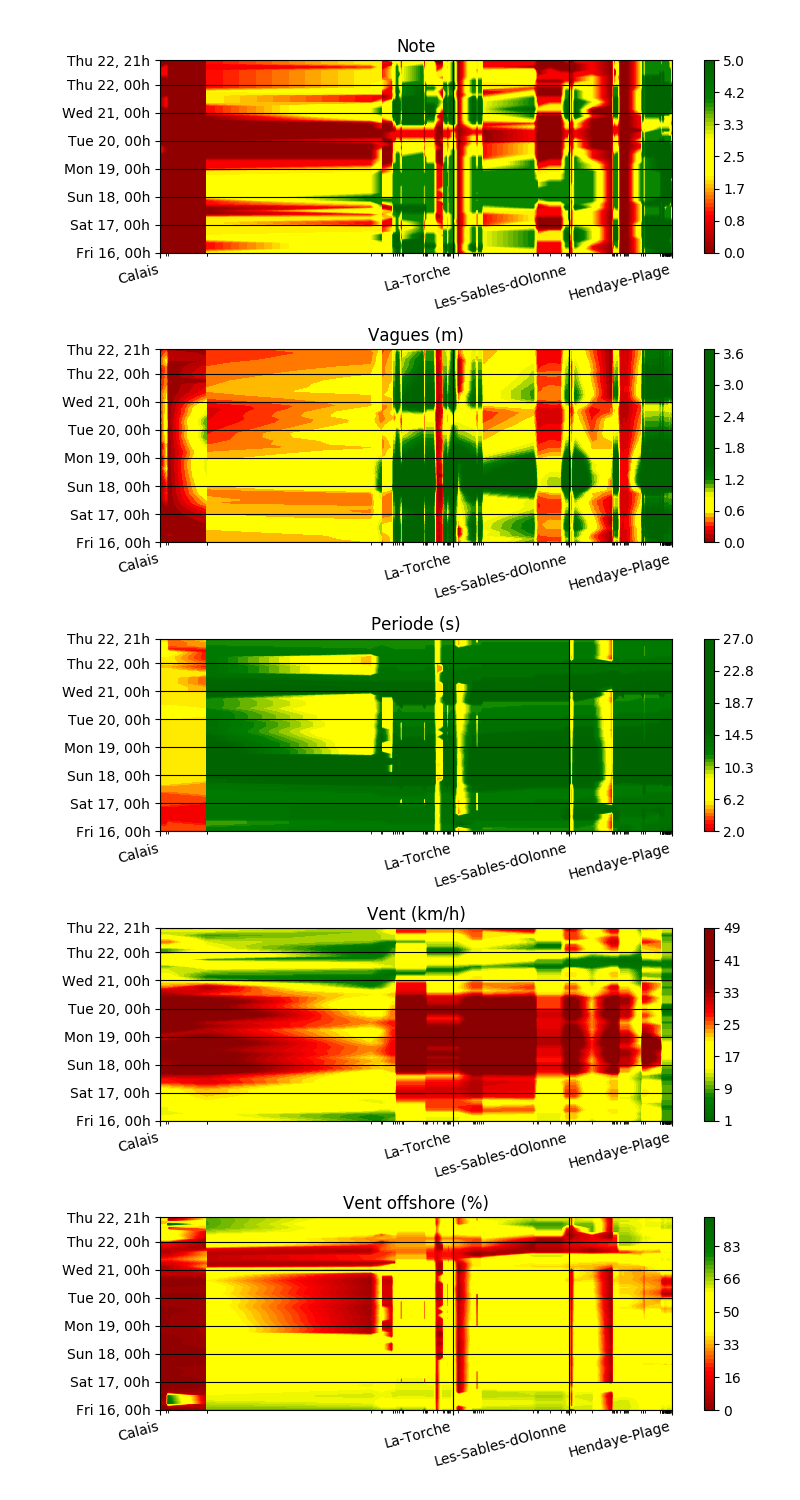 Note
Thu 22, 21h
Thu 22, 00h
Wed 21, 00h
Tue 20, 00h
Mon 19, 00h
Sun 18, 00h
Sat 17, 00h
Fri 16, 00h
Calais
La-Torche
Les-Sables-dOlonne
Hendaye-Plage
5.0
4.2
3.3
2.5
1.7
0.8
0.0
Vagues (m)
Thu 22, 21h
Thu 22, 00h
Wed 21, 00h
Tue 20, 00h
Mon 19, 00h
Sun 18, 00h
Sat 17, 00h
Fri 16, 00h
Calais
La-Torche
Les-Sables-dOlonne
Hendaye-Plage
3.6
3.0
2.4
1.8
1.2
0.6
0.0
Periode (s)
Thu 22, 21h
Thu 22, 00h
Wed 21, 00h
Tue 20, 00h
Mon 19, 00h
Sun 18, 00h
Sat 17, 00h
Fri 16, 00h
Calais
La-Torche
Les-Sables-dOlonne
Hendaye-Plage
27.0
22.8
18.7
14.5
10.3
6.2
2.0
Vent (km/h)
Thu 22, 21h
Thu 22, 00h
Wed 21, 00h
Tue 20, 00h
Mon 19, 00h
Sun 18, 00h
Sat 17, 00h
Fri 16, 00h
Calais
La-Torche
Les-Sables-dOlonne
Hendaye-Plage
49
41
33
25
17
9
1
Vent offshore (%)
Thu 22, 21h
Thu 22, 00h
Wed 21, 00h
Tue 20, 00h
Mon 19, 00h
Sun 18, 00h
Sat 17, 00h
Fri 16, 00h
Calais
La-Torche
Les-Sables-dOlonne
Hendaye-Plage
83
66
50
33
16
0